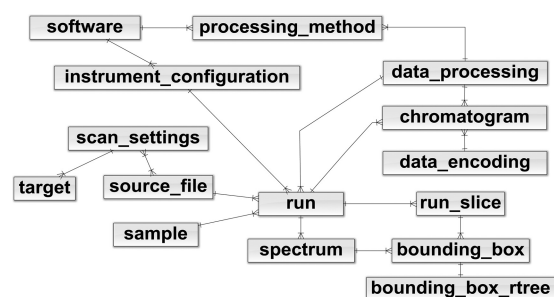 software
processing_method
instrument_configuration
data_processing
chromatogram
scan_settings
data_encoding
target
source_file
run
run_slice
sample
spectrum
bounding_box
bounding_box_rtree